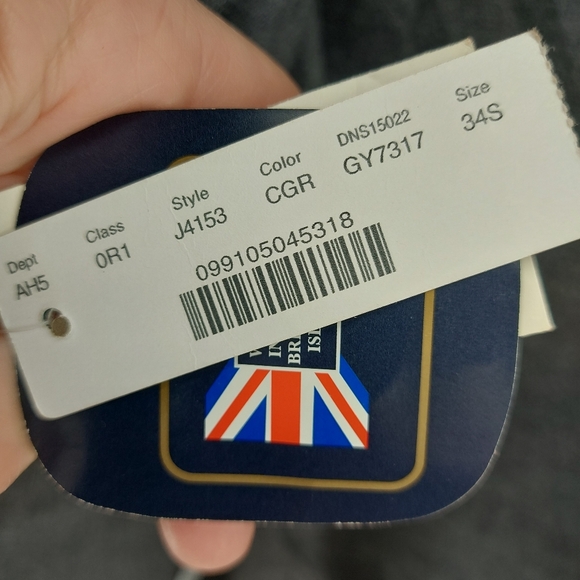 Dept Class Style Color DNS15022 Size
AH5 0R1 J4153 CGR GY7317 34S
099105045318